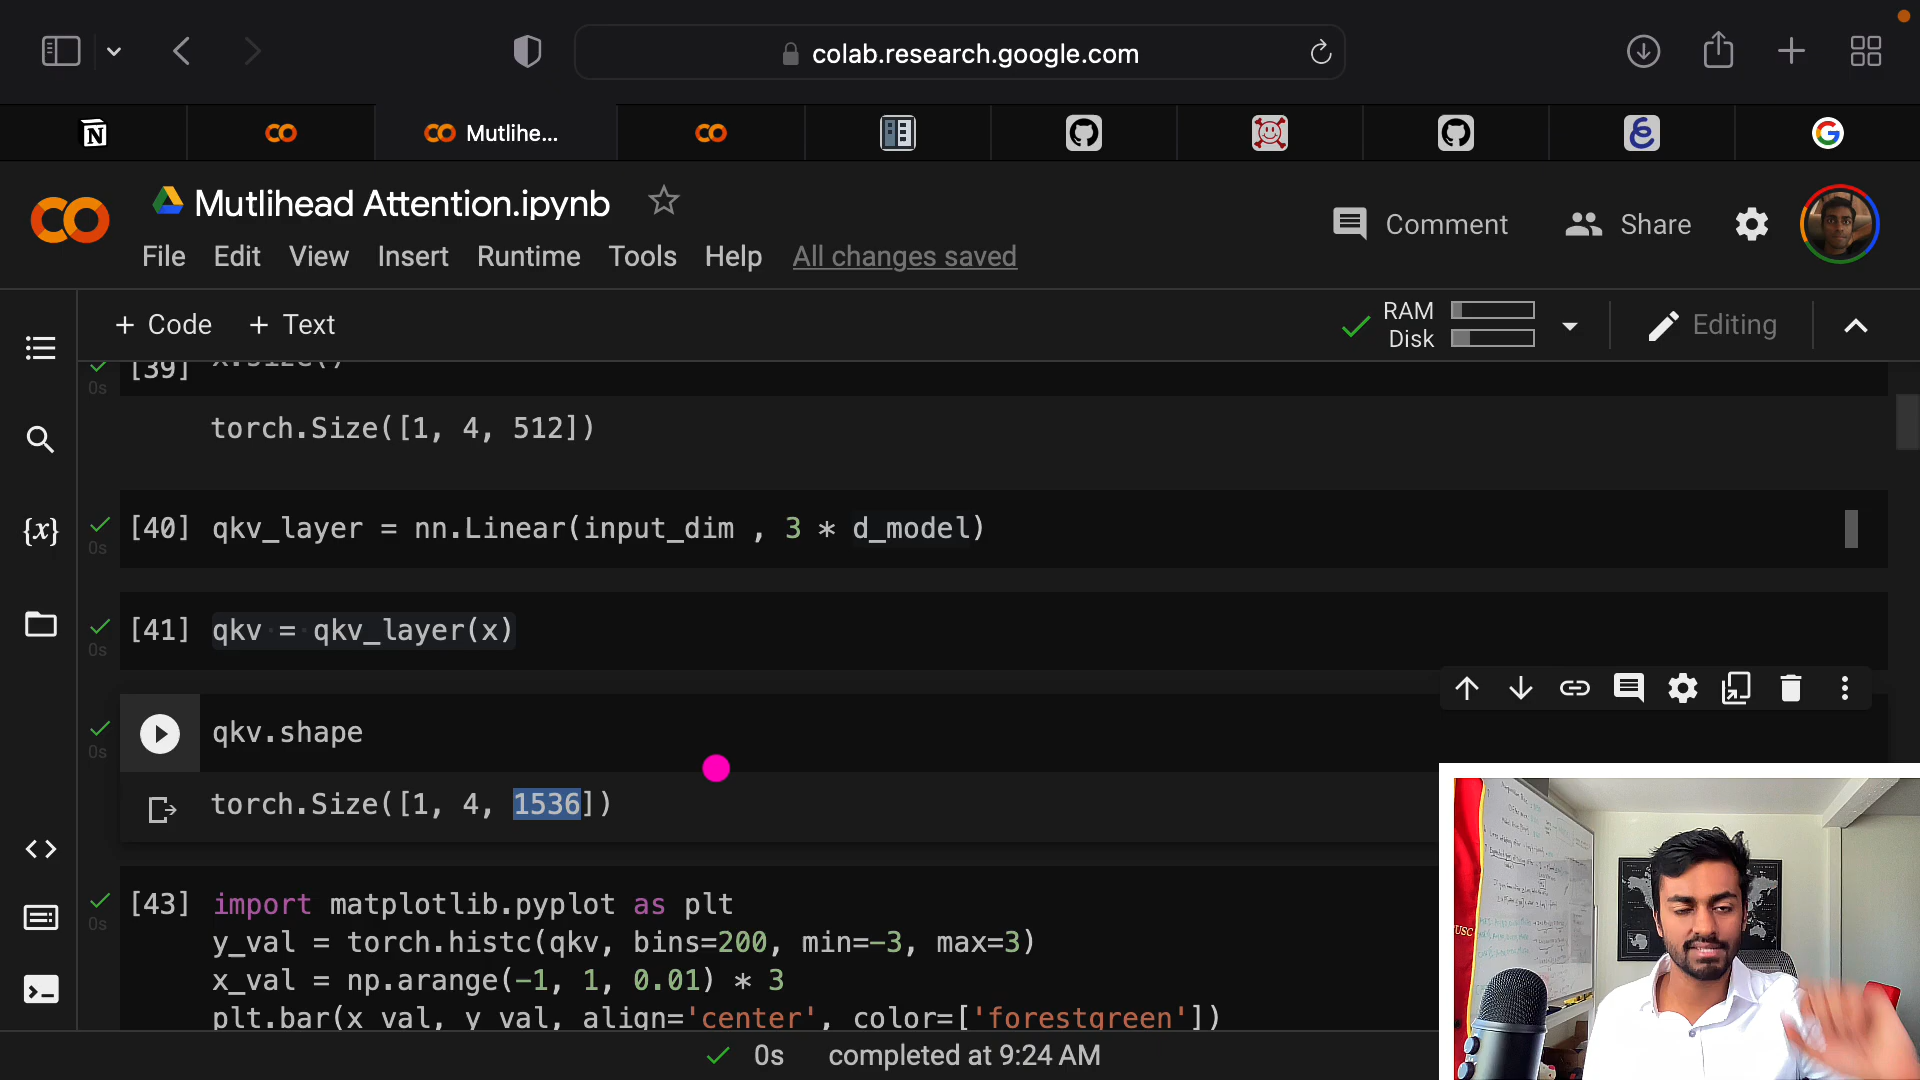 colab.research.google.com
Mutlihe...
Mutlihead Attention.ipynb
Comment
Share
File Edit View Insert Runtime Tools Help All changes saved
+ Code + Text
RAM
Disk
Editing
[39] x.size()
0s
torch.Size([1, 4, 512])
[40] qkv_layer = nn.Linear(input_dim , 3 * d_model)
0s
[41] qkv = qkv_layer(x)
0s
qkv.shape
0s
torch.Size([1, 4, 1536])
[43] import matplotlib.pyplot as plt
0s
y_val = torch.histc(qkv, bins=200, min=-3, max=3)
x_val = np.arange(-1, 1, 0.01) * 3
plt.bar(x_val, y_val, align='center', color=['forestgreen'])
0s completed at 9:24 AM
USC